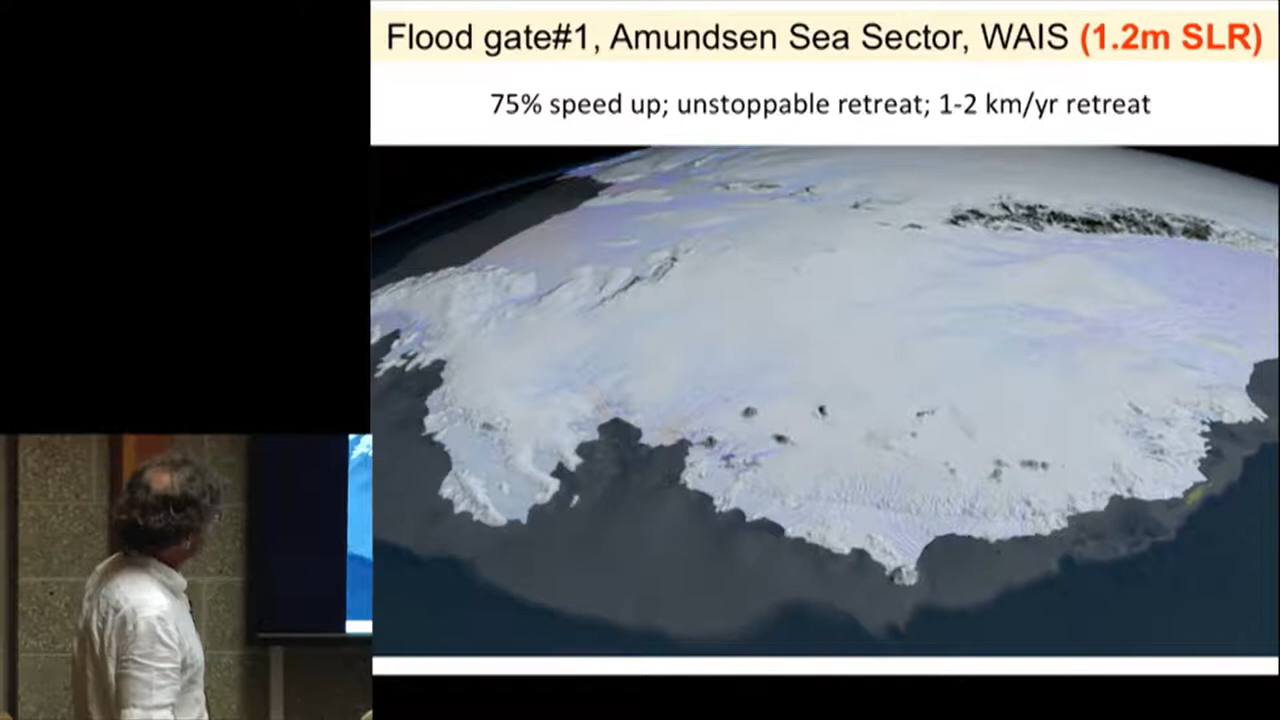 Flood gate#1, Amundsen Sea Sector, WAIS (1.2m SLR)
75% speed up; unstoppable retreat; 1-2 km/yr retreat